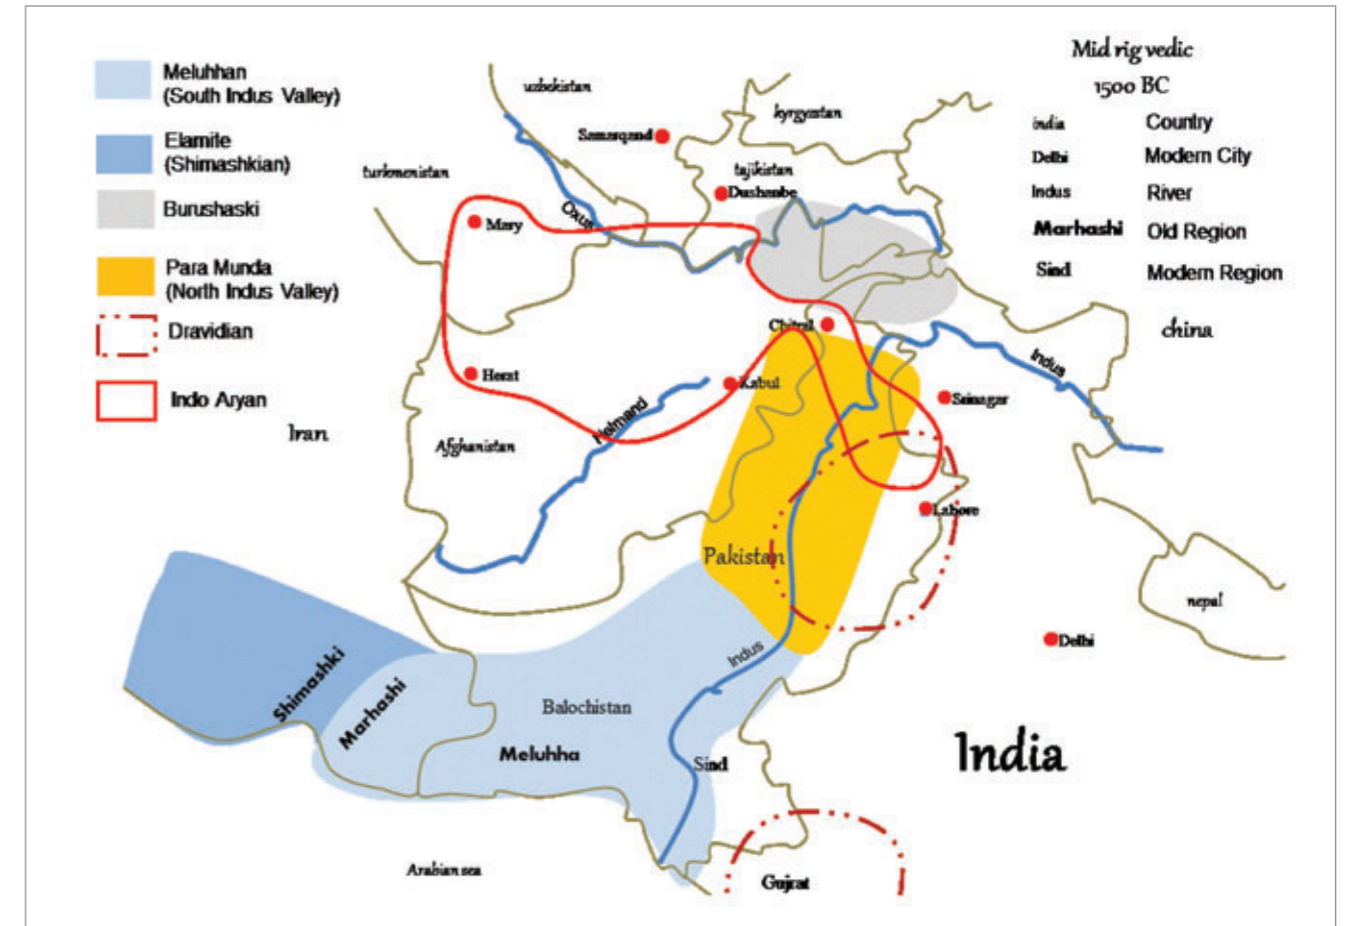 Meluhhan
(South Indus Valley)
Elamite
(Shimashkian)
Burushaski
Para Munda
(North Indus Valley)
Dravidian
Indo Aryan
Mid rig vedic
1500 BC
india Country
Delhi Modern City
Indus River
Marhashi Old Region
Sind Modern Region
uzbekistan
kyrgyzstan
Samarqand
turkmenistan
tajikistan
Dushanbe
Oxus
Mary
Chitral
china
Indus
Herat
Kabul
Srinagar
Helmand
Iran
Afghanistan
Lahore
Pakistan
nepal
Delhi
Indus
Shimashki
Marhashi
Balochistan
Meluhha
Sind
India
Arabian sea
Gujrat